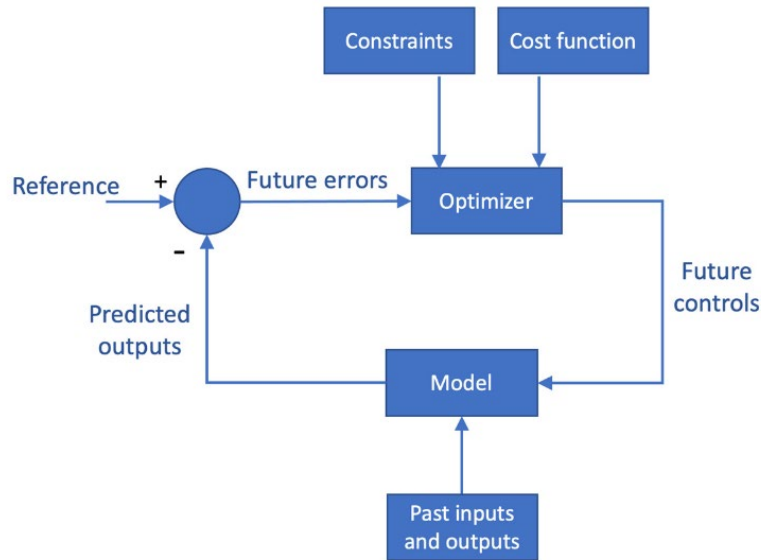 Constraints
Cost function
Reference
+
Future errors
Optimizer
-
Predicted
outputs
Future
controls
Model
Past inputs
and outputs